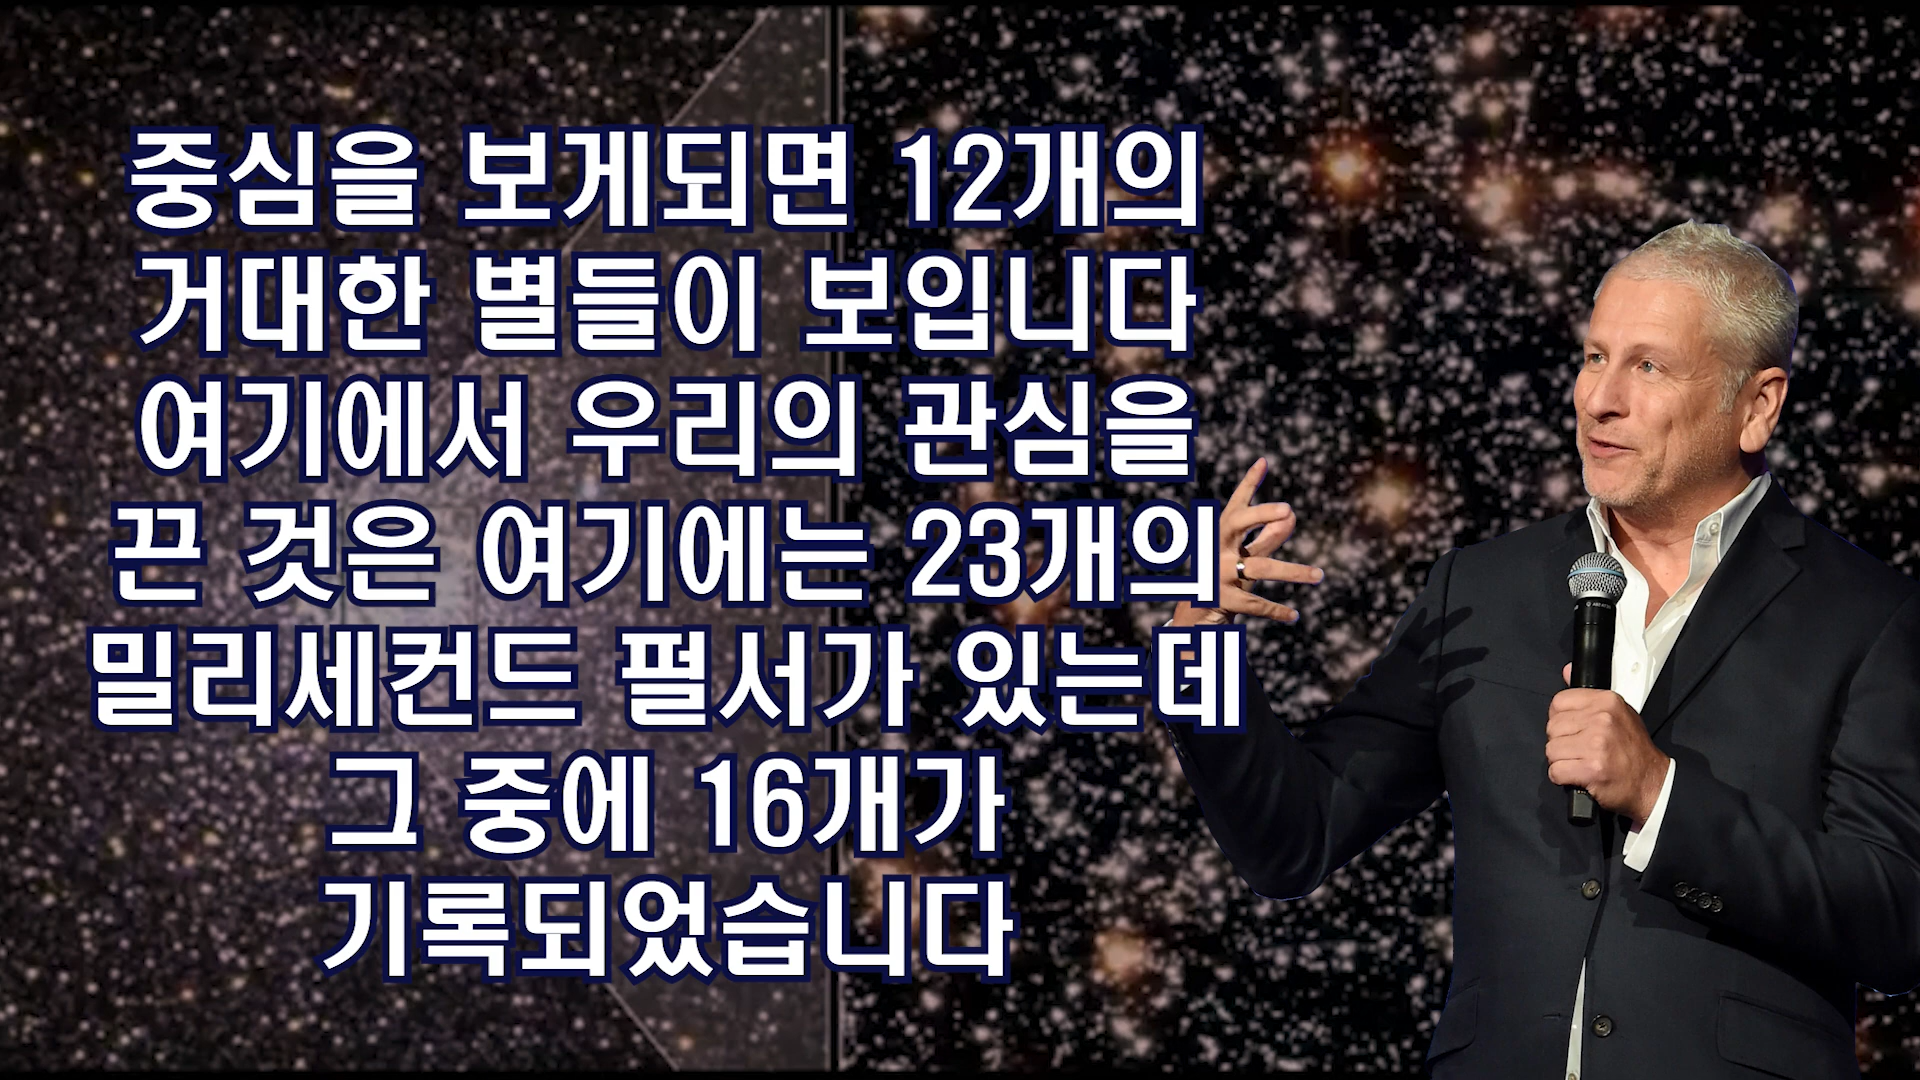 중심을 보게되면 12개의
거대한 별들이 보입니다
여기에서 우리의 관심을
끈 것은 여기에는 23개의
밀리세컨드 펄서가 있는데
그 중에 16개가
기록되었습니다